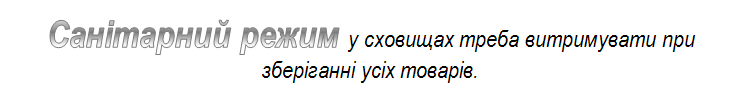 Санітарний режим у сховищах треба витримувати при
зберіганні усіх товарів.